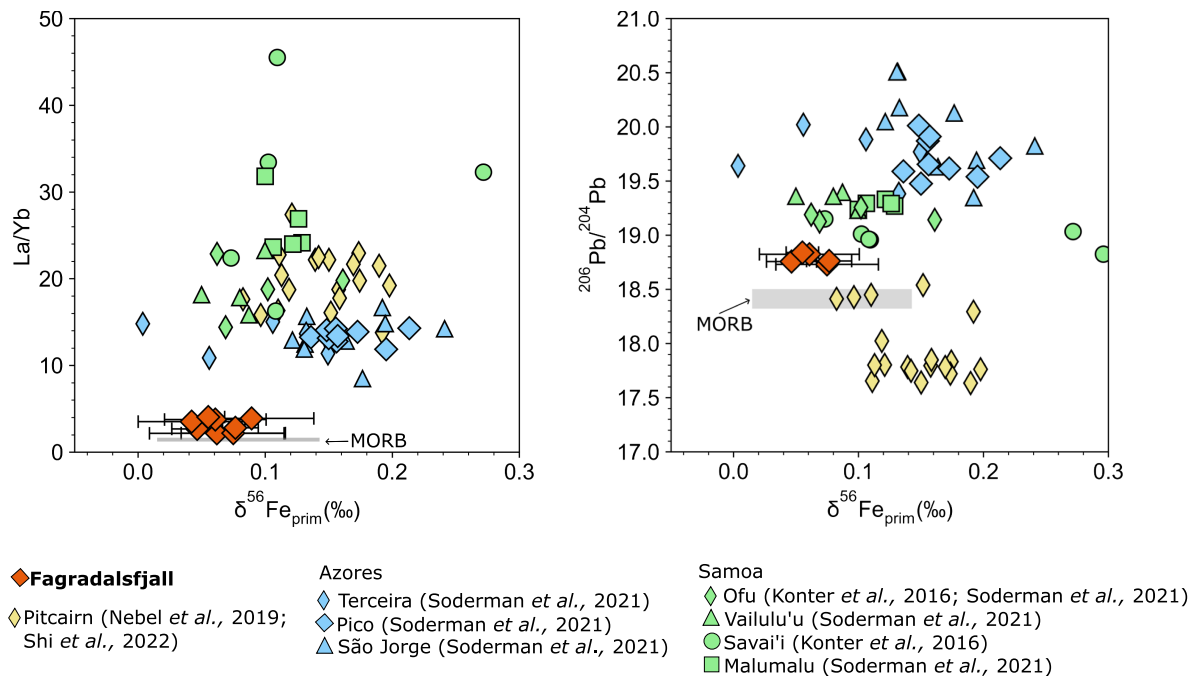 50
40
30
20
10
0
La/Yb
0.0 0.1 0.2 0.3
δ⁵⁶Feprim(‰)
MORB
21.0
20.5
20.0
19.5
19.0
18.5
18.0
17.5
17.0
²⁰⁶Pb/²⁰⁴Pb
0.0 0.1 0.2 0.3
δ⁵⁶Feprim(‰)
MORB
Fagradalsfjall
Pitcairn (Nebel et al., 2019;
Shi et al., 2022)
Azores
Terceira (Soderman et al., 2021)
Pico (Soderman et al., 2021)
São Jorge (Soderman et al., 2021)
Samoa
Ofu (Konter et al., 2016; Soderman et al., 2021)
Vailulu'u (Soderman et al., 2021)
Savai'i (Konter et al., 2016)
Malumalu (Soderman et al., 2021)